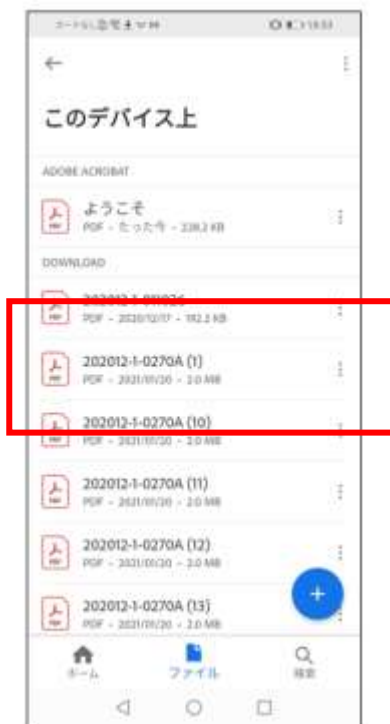 このデバイス上
ADOBE ACROBAT
ようこそ
PDF - たった今 - 228.2 KB
DOWNLOAD
PDF - 2020/12/17 - 192.3 KB
202012-1-0270A (1)
PDF - 2021/01/20 - 2.0 MB
202012-1-0270A (10)
PDF - 2021/01/20 - 2.0 MB
202012-1-0270A (11)
PDF - 2021/01/20 - 2.0 MB
202012-1-0270A (12)
PDF - 2021/01/20 - 2.0 MB
202012-1-0270A (13)
PDF - 2021/01/20 - 2.0 MB
ホーム
ファイル
検索